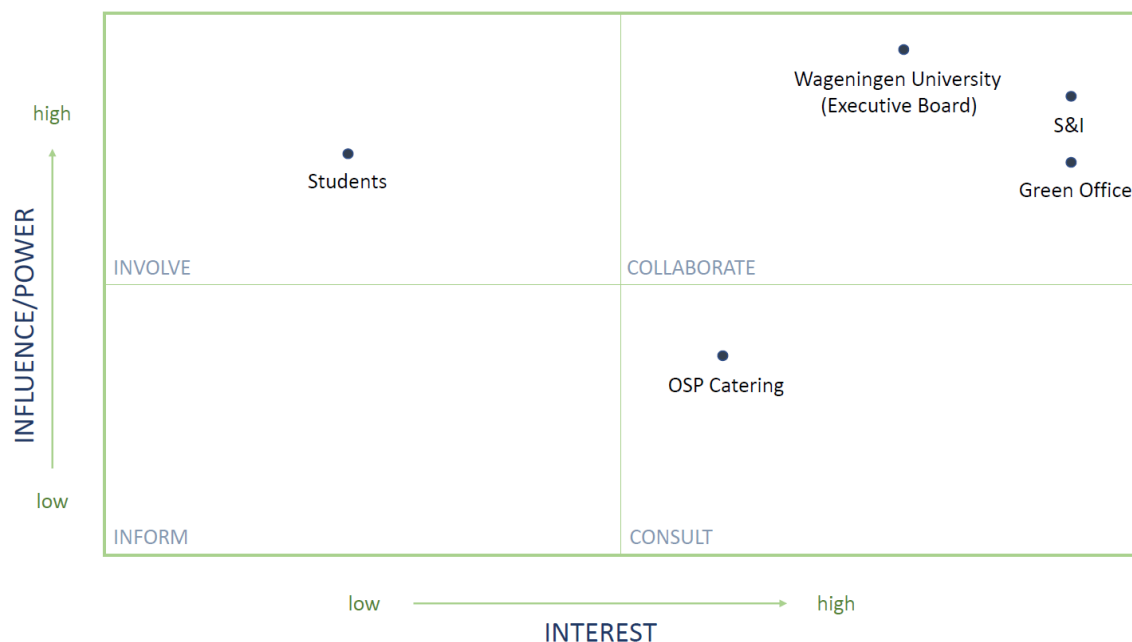 Wageningen University
(Executive Board)
high
S&I
Students
Green Office
INFLUENCE/POWER
INVOLVE
COLLABORATE
OSP Catering
low
INFORM
CONSULT
low
high
INTEREST